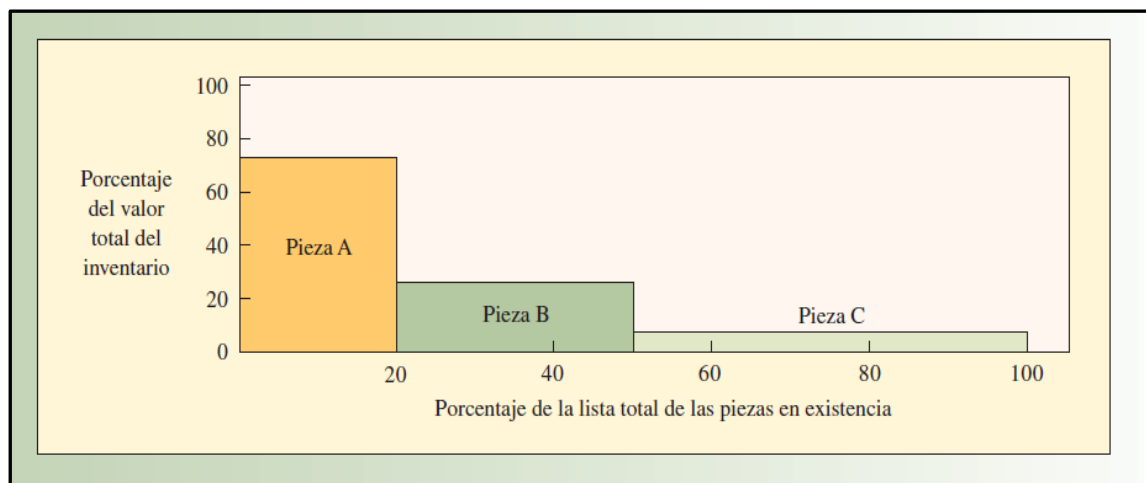 100
80
60
40
20
0
Porcentaje
del valor
total del
inventario
Pieza A
Pieza B
Pieza C
20
40
60
80
100
Porcentaje de la lista total de las piezas en existencia